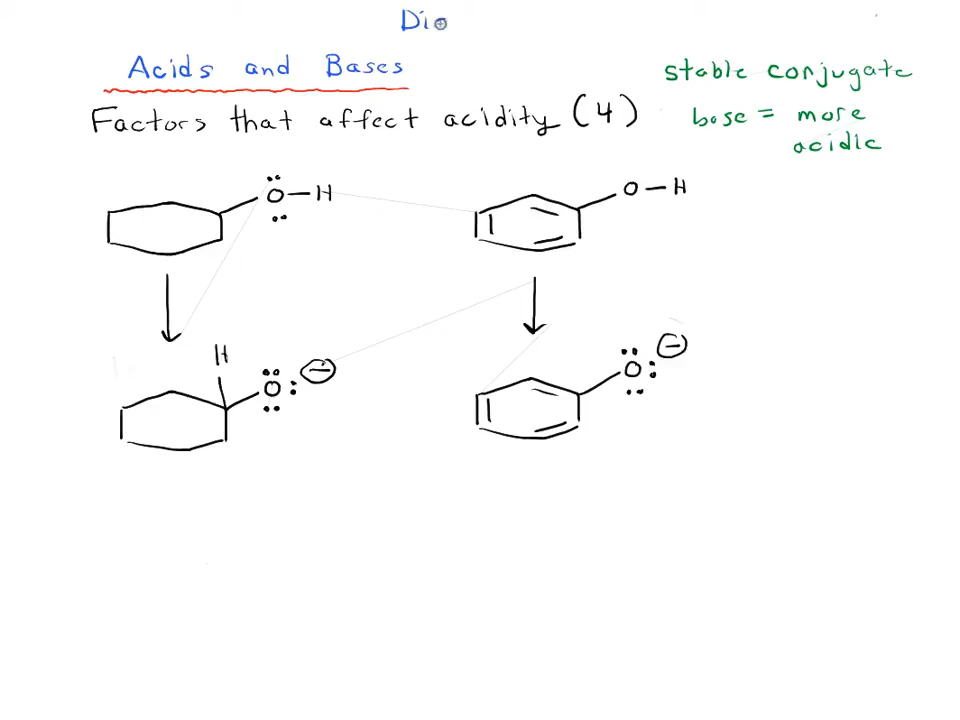 Di
Acids and Bases
Factors that affect acidity (4)
stable conjugate
base = more
acidic
O-H
O-H
H
O
-
O
-